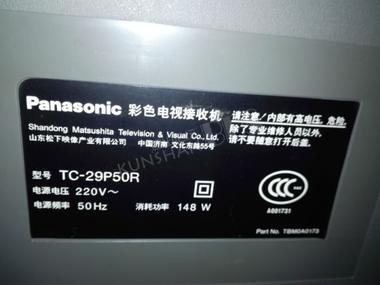 Panasonic 彩色电视接收机
Shandong Matsushita Television & Visual Co., Ltd.
山东松下映像产业有限公司 中国济南 文化东路55号
请注意/内部有高电压,危险。
除了专业维修人员以外,
请不要随意打开后盖。
型号 TC-29P50R
电源电压 220V~
电源频率 50Hz 消耗功率 148 W
CCC
A001731
Part No. TBM0A0173
KUNSHAN